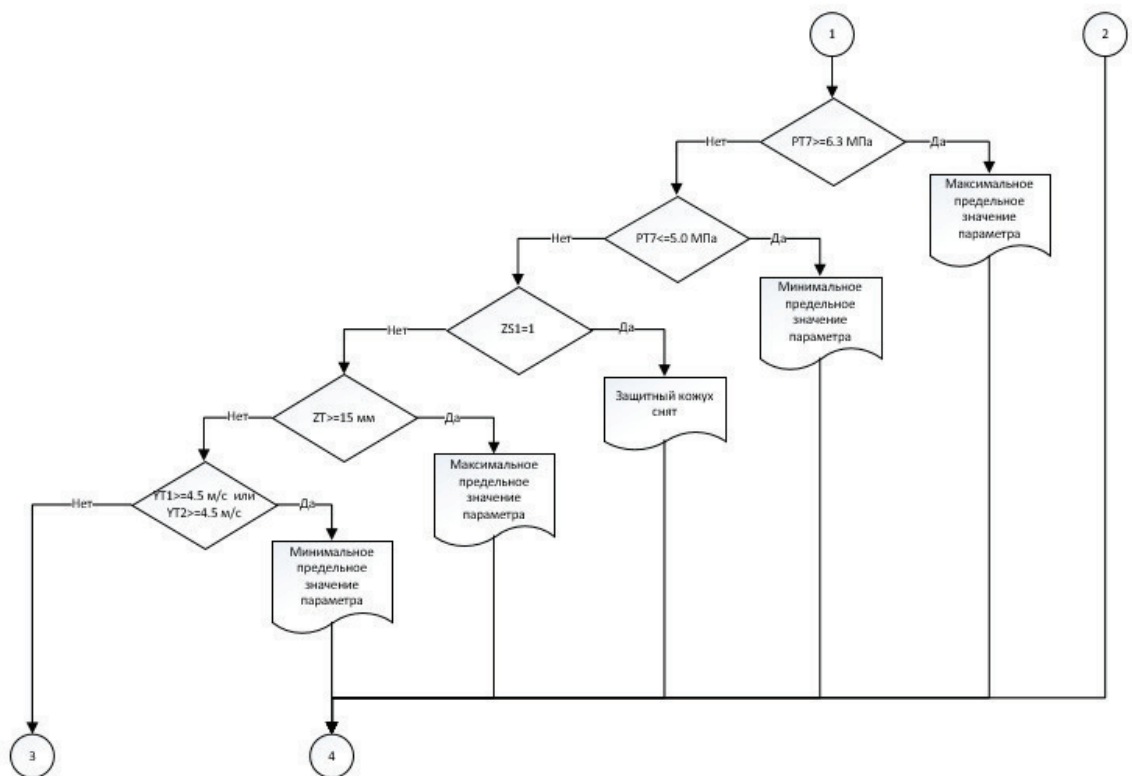 1
2
PT7>=6.3 МПа
Нет
Да
Максимальное
предельное
значение
параметра
PT7<=5.0 МПа
Нет
Да
Минимальное
предельное
значение
параметра
ZS1=1
Нет
Да
Защитный кожух
снят
ZT>=15 мм
Нет
Да
Максимальное
предельное
значение
параметра
YT1>=4.5 м/с или
YT2>=4.5 м/с
Нет
Да
Минимальное
предельное
значение
параметра
3
4